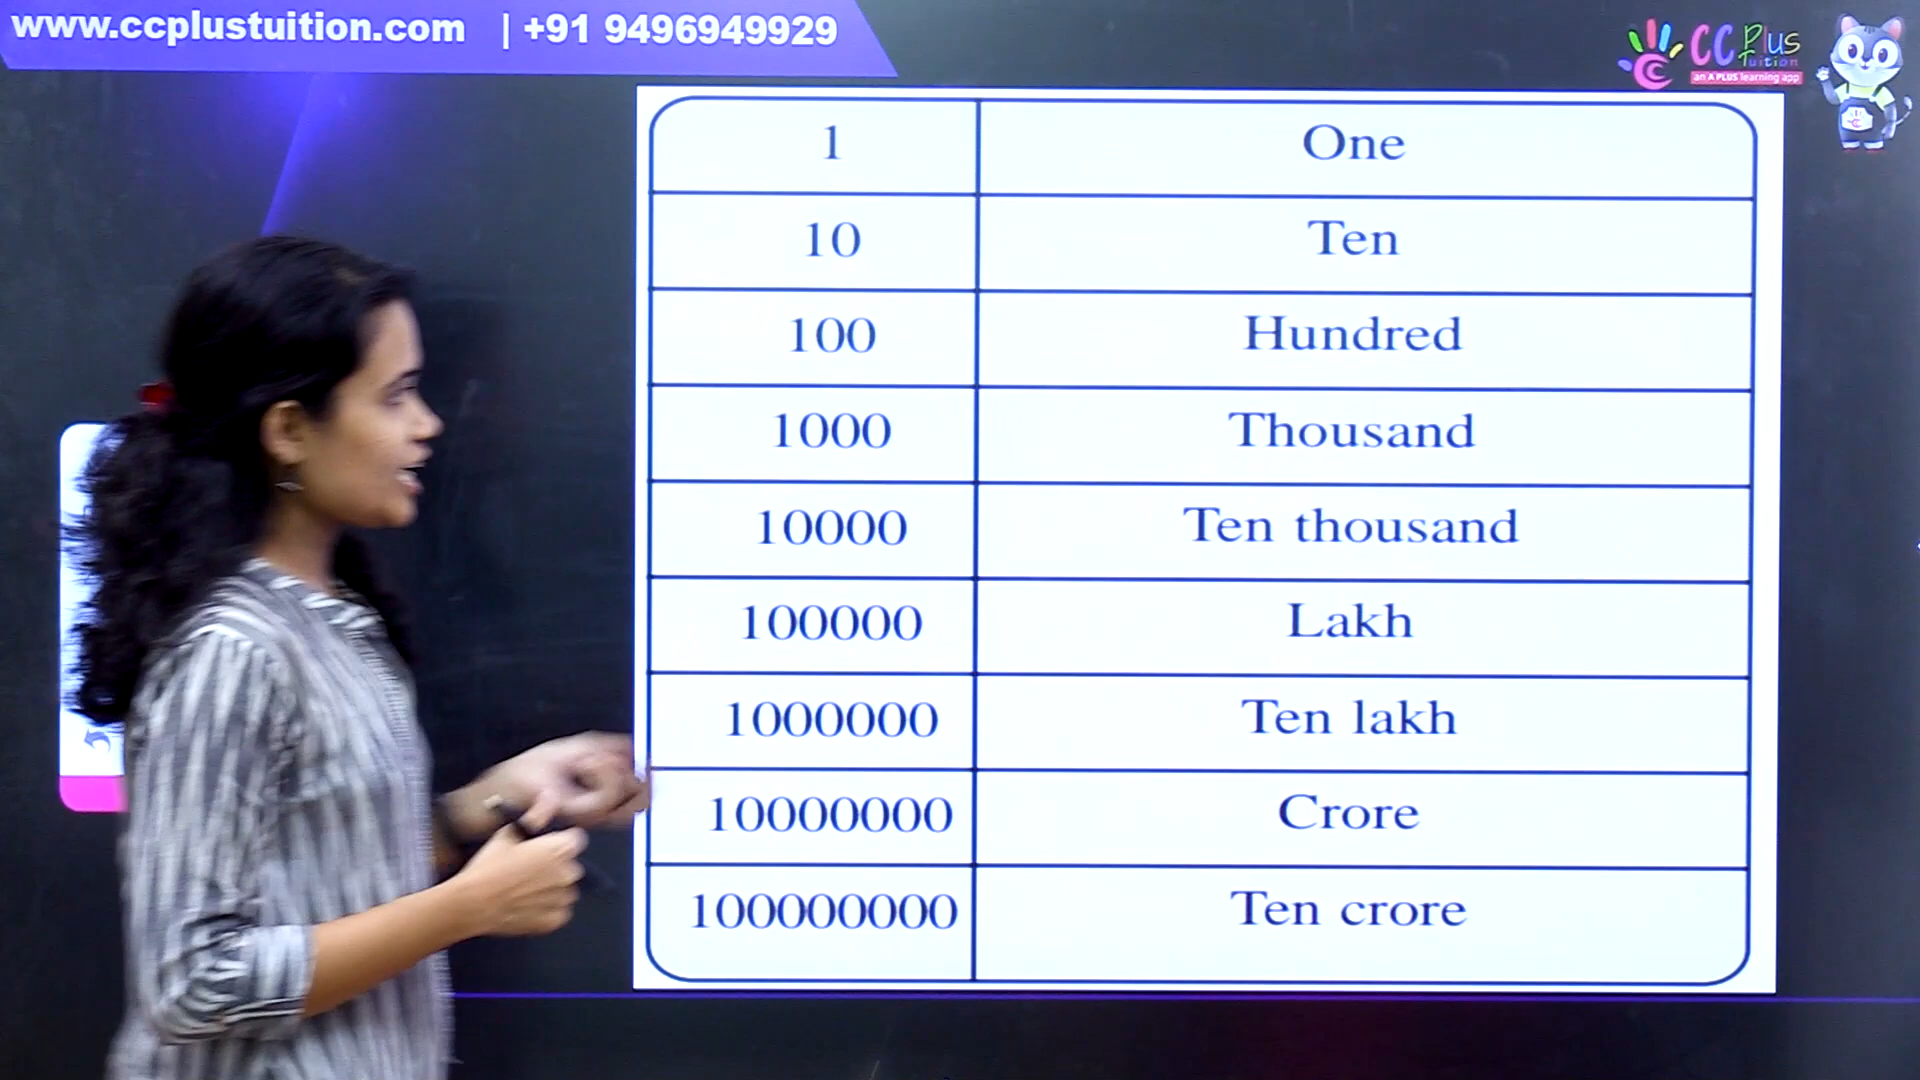 www.ccplustuition.com | +91 9496949929
CC Plus
Tuition
an A PLUS learning app
1 One
10 Ten
100 Hundred
1000 Thousand
10000 Ten thousand
100000 Lakh
1000000 Ten lakh
10000000 Crore
100000000 Ten crore